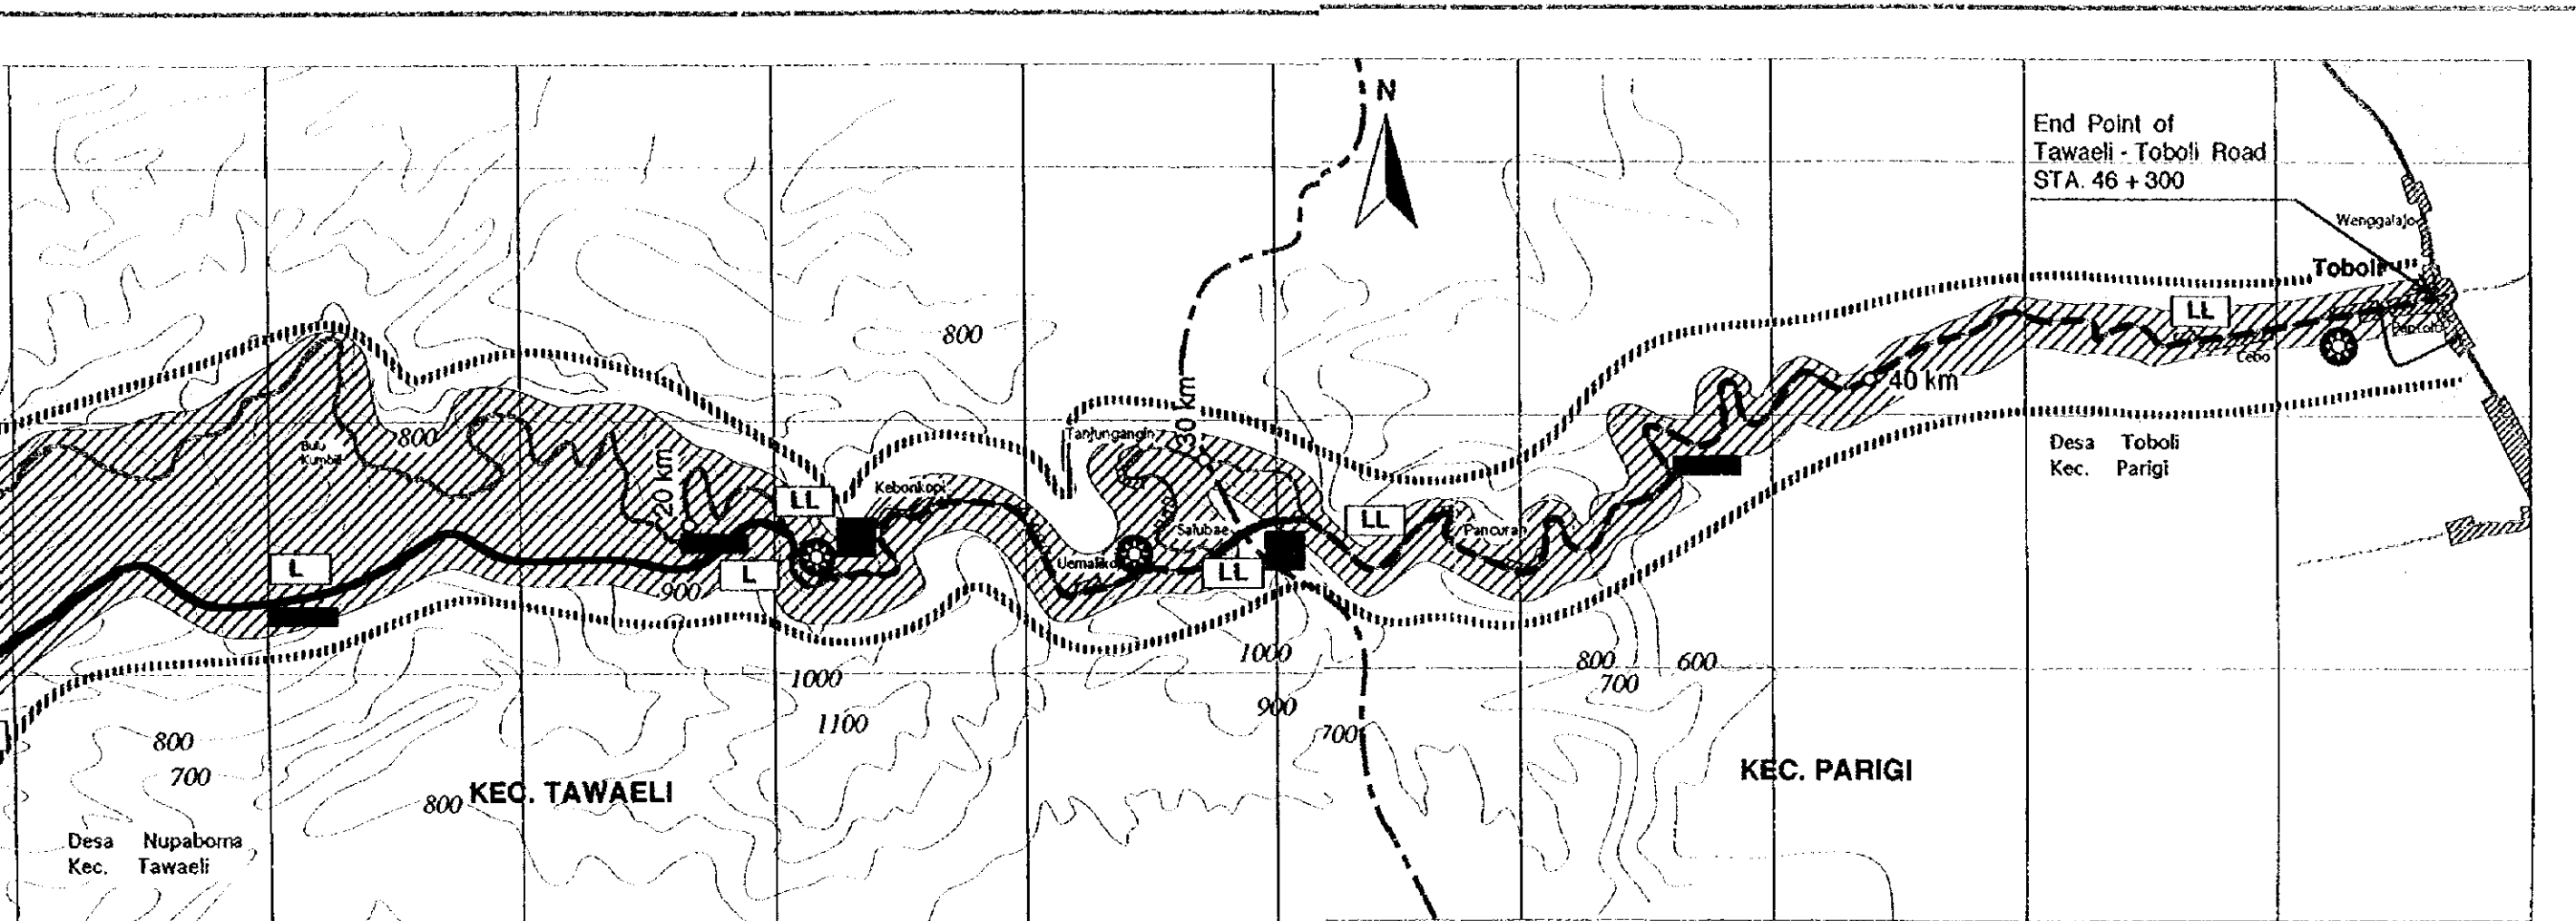 N
End Point of
Tawaeli - Toboli Road
STA. 46 + 300
Wenggalajo
Toboli
LL
Cebo
800
30 km
40 km
Tanjungangin
Desa Toboli
Kec. Parigi
Bulu
800
20 km
LL
Kebonkopi
Salubae
LL
Pancuran
L
L
Uemaliko
LL
900
1000
1000
800
600
700
1100
900
700
800
700
800
KEC. TAWAELI
KEC. PARIGI
Desa Nupaboma
Kec. Tawaeli